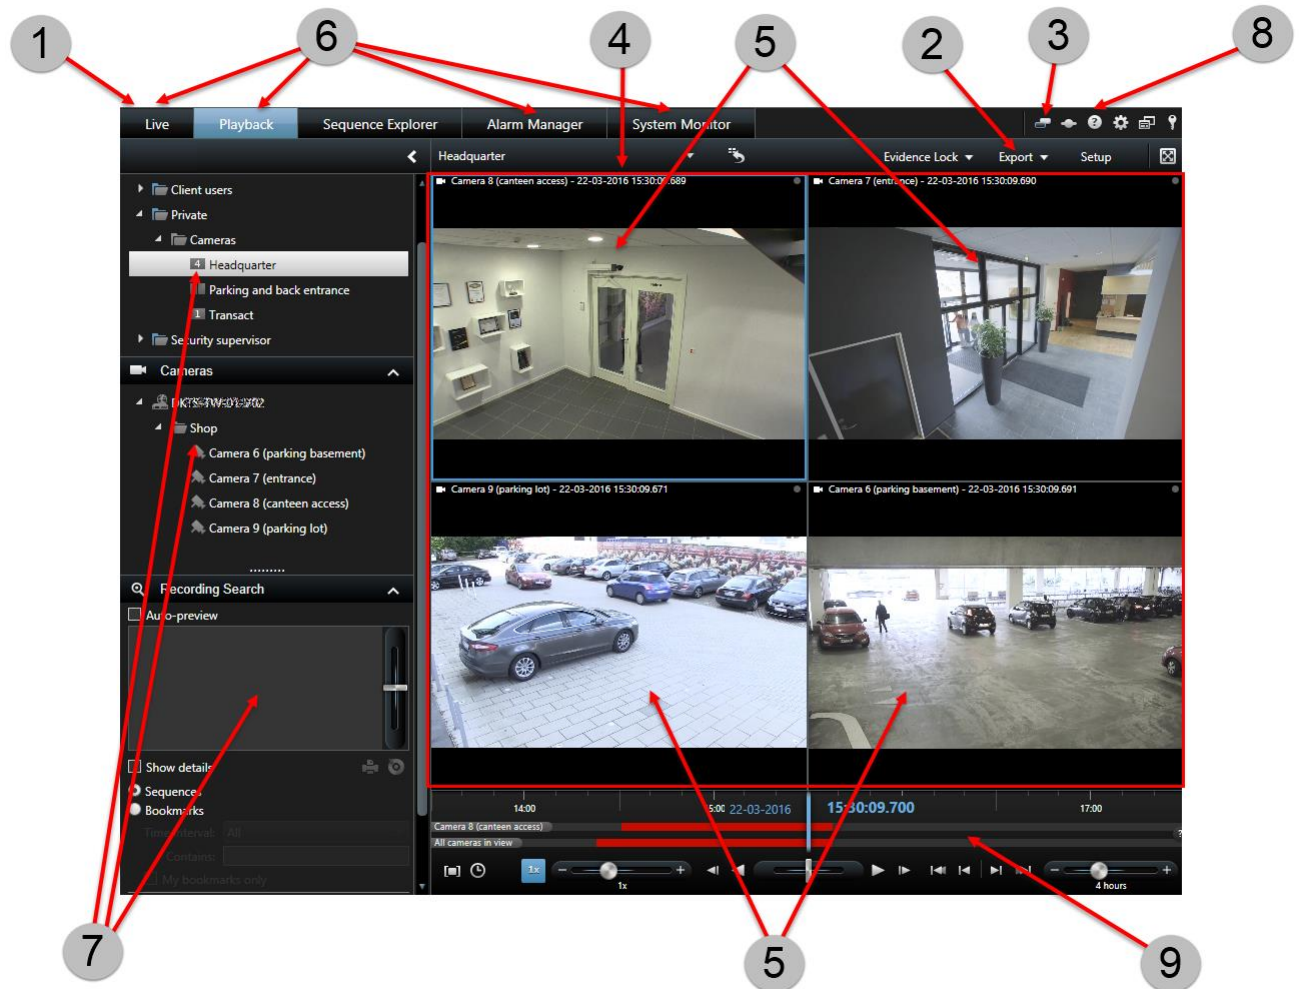 1
6
4
5
2
3
8
Live
Playback
Sequence Explorer
Alarm Manager
System Monitor
Headquarter
Evidence Lock
Export
Setup
Client users
Private
Cameras
4 Headquarter
Parking and back entrance
1 Transact
Security supervisor
Cameras
Shop
Camera 6 (parking basement)
Camera 7 (entrance)
Camera 8 (canteen access)
Camera 9 (parking lot)
Recording Search
Auto-preview
Show details
Sequences
Bookmarks
Time interval: All
Contains:
My bookmarks only
Camera 8 (canteen access) - 22-03-2016 15:30:09.689
Camera 7 (entrance) - 22-03-2016 15:30:09.690
Camera 9 (parking lot) - 22-03-2016 15:30:09.671
Camera 6 (parking basement) - 22-03-2016 15:30:09.691
14:00
15:00
22-03-2016
15:30:09.700
17:00
Camera 8 (canteen access)
All cameras in view
?
1x
1x
4 hours
7
5
9